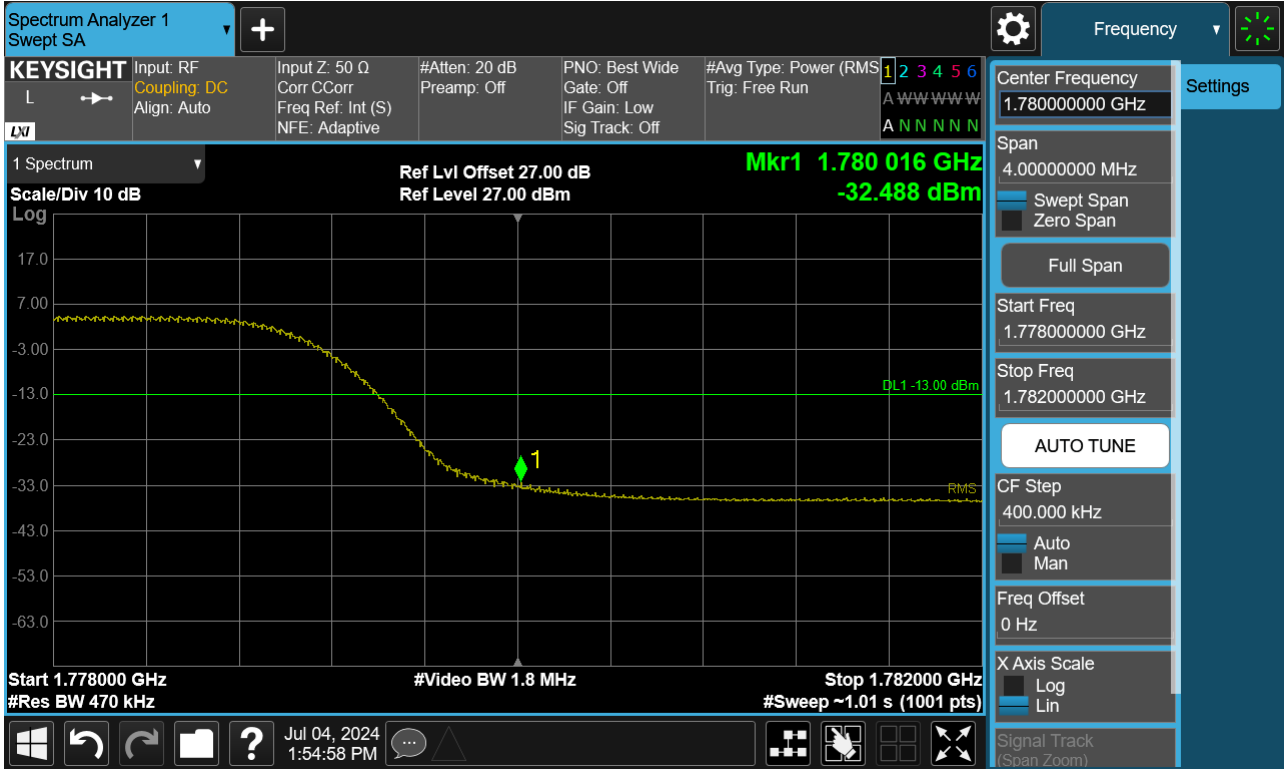 Spectrum Analyzer 1
Swept SA
+
Frequency
KEYSIGHT
L
LXI
Input: RF
Coupling: DC
Align: Auto
Input Z: 50 Ω
Corr CCorr
Freq Ref: Int (S)
NFE: Adaptive
#Atten: 20 dB
Preamp: Off
PNO: Best Wide
Gate: Off
IF Gain: Low
Sig Track: Off
#Avg Type: Power (RMS
Trig: Free Run
1 2 3 4 5 6
A W W W W W
A N N N N N
1 Spectrum
Scale/Div 10 dB
Log
Ref Lvl Offset 27.00 dB
Ref Level 27.00 dBm
Mkr1 1.780 016 GHz
-32.488 dBm
17.0
7.00
-3.00
-13.0
-23.0
-33.0
-43.0
-53.0
-63.0
DL1 -13.00 dBm
1
RMS
Start 1.778000 GHz
#Res BW 470 kHz
#Video BW 1.8 MHz
Stop 1.782000 GHz
#Sweep ~1.01 s (1001 pts)
Center Frequency
1.780000000 GHz
Settings
Span
4.00000000 MHz
Swept Span
Zero Span
Full Span
Start Freq
1.778000000 GHz
Stop Freq
1.782000000 GHz
AUTO TUNE
CF Step
400.000 kHz
Auto
Man
Freq Offset
0 Hz
X Axis Scale
Log
Lin
Signal Track
(Span Zoom)
?
Jul 04, 2024
1:54:58 PM